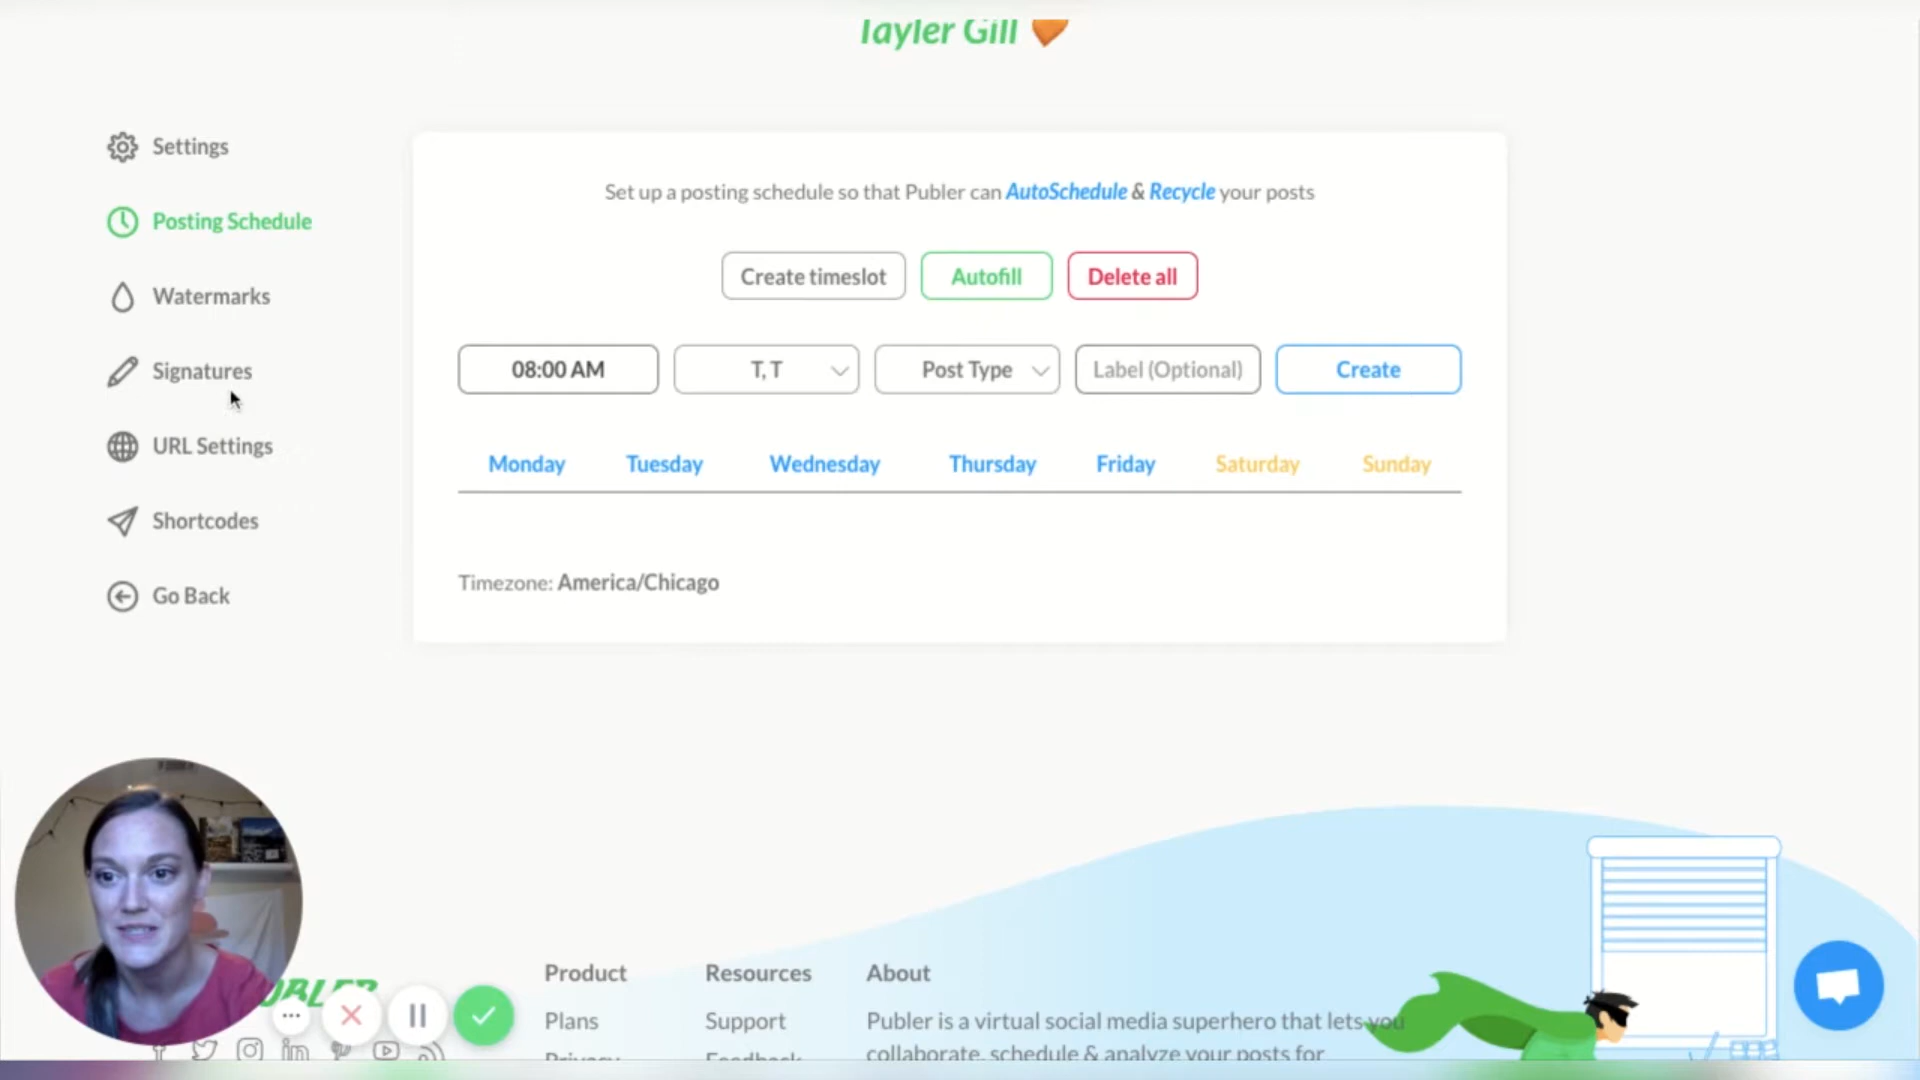 Tayler Gill
Settings
Posting Schedule
Watermarks
Signatures
URL Settings
Shortcodes
Go Back
Set up a posting schedule so that Publer can AutoSchedule & Recycle your posts
Create timeslot
Autofill
Delete all
08:00 AM
T, T
Post Type
Label (Optional)
Create
Monday Tuesday Wednesday Thursday Friday Saturday Sunday
Timezone: America/Chicago
Product
Plans
Privacy
Resources
Support
Feedback
About
Publer is a virtual social media superhero that lets you
collaborate, schedule & analyze your posts for